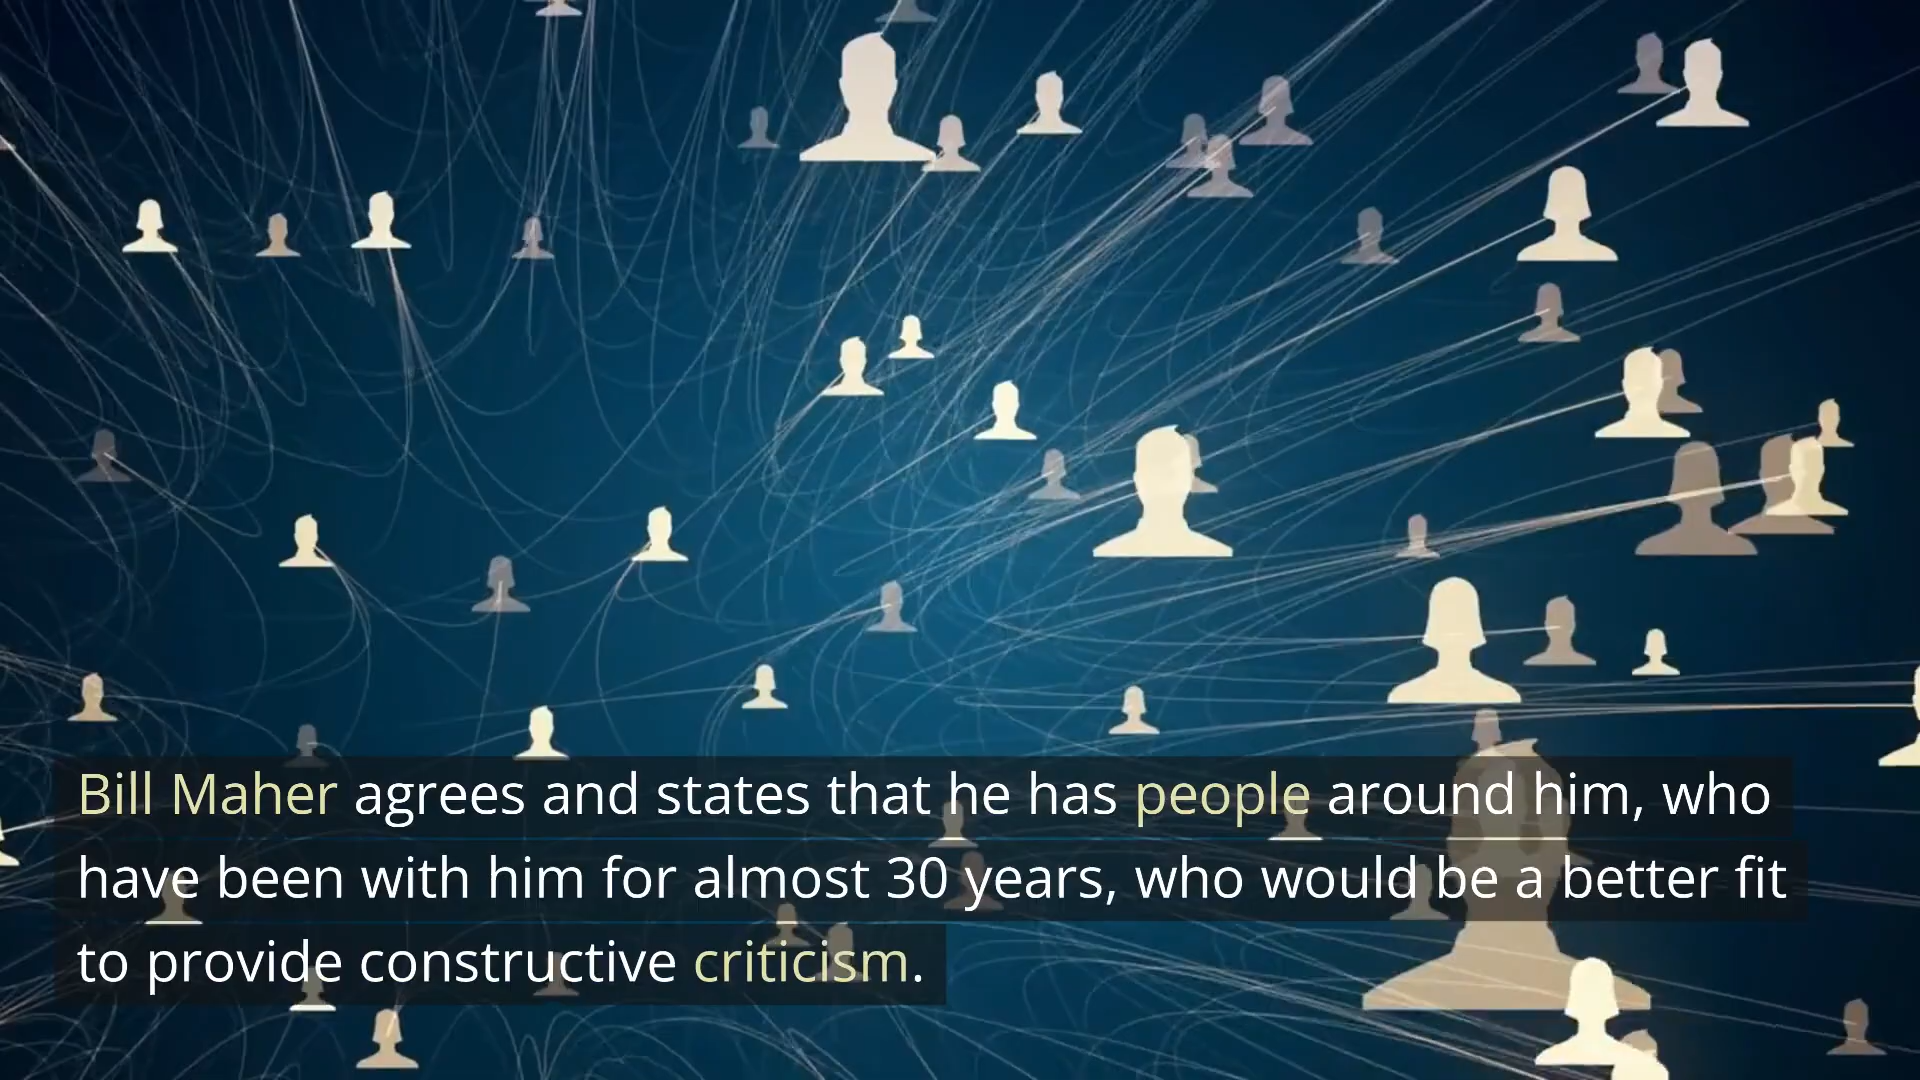 Bill Maher agrees and states that he has people around him, who
have been with him for almost 30 years, who would be a better fit
to provide constructive criticism.